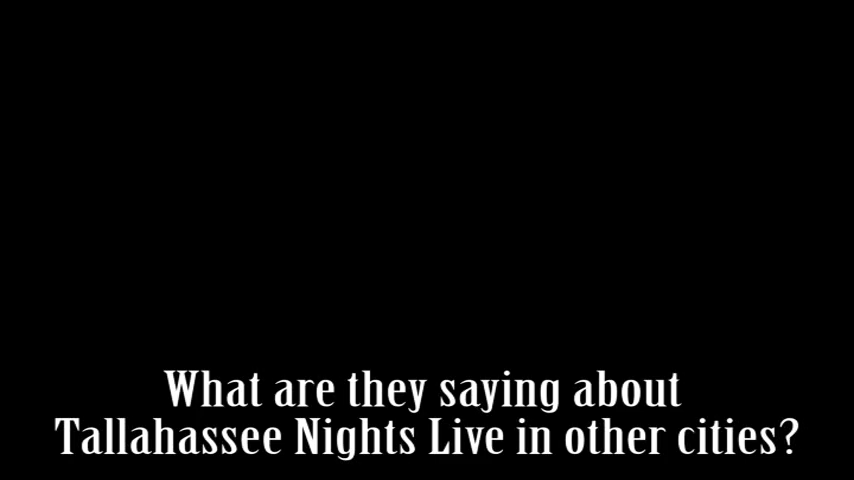 What are they saying about
Tallahassee Nights Live in other cities?